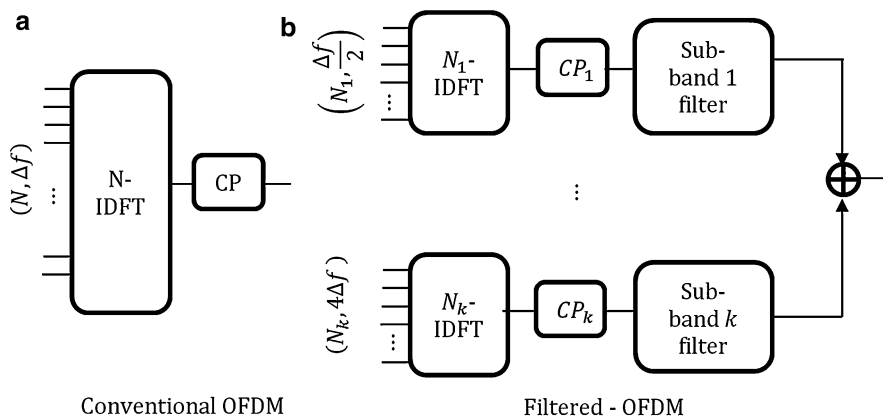 a
(N, Δf)
⋮
N-
IDFT
CP
Conventional OFDM
b
(N₁, Δf/2)
⋮
N₁-
IDFT
CP₁
Sub-
band 1
filter
⋮
(Nₖ, 4Δf)
⋮
Nₖ-
IDFT
CPₖ
Sub-
band k
filter
Filtered - OFDM